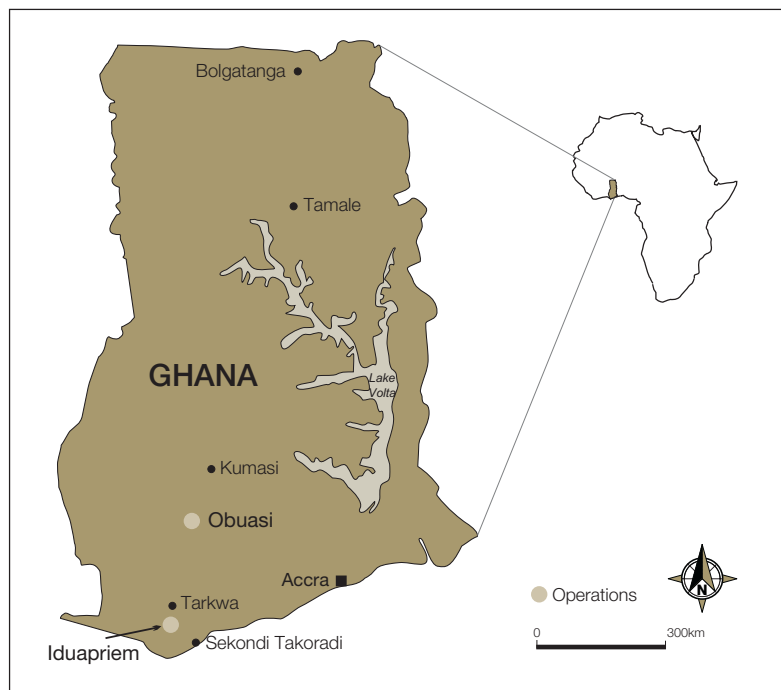 Bolgatanga
Tamale
GHANA
Lake
Volta
Kumasi
Obuasi
Accra
Tarkwa
Iduapriem
Sekondi Takoradi
N
Operations
0
300km